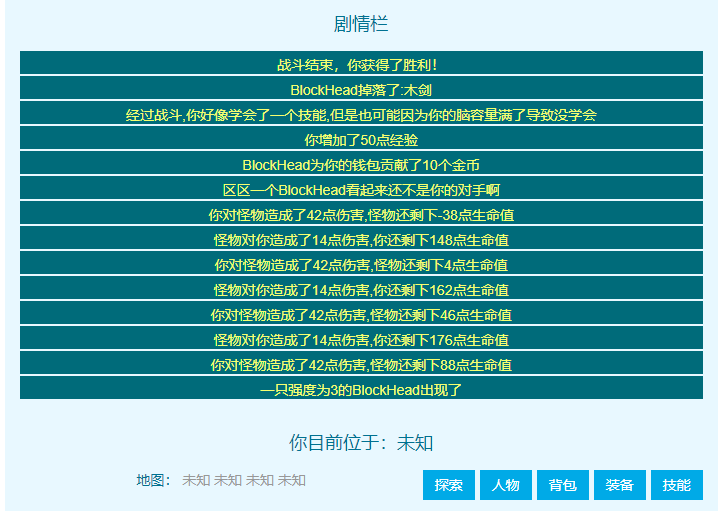 剧情栏
战斗结束，你获得了胜利！
BlockHead掉落了:木剑
经过战斗,你好像学会了一个技能,但是也可能因为你的脑容量满了导致没学会
你增加了50点经验
BlockHead为你的钱包贡献了10个金币
区区一个BlockHead看起来还不是你的对手啊
你对怪物造成了42点伤害,怪物还剩下-38点生命值
怪物对你造成了14点伤害,你还剩下148点生命值
你对怪物造成了42点伤害,怪物还剩下4点生命值
怪物对你造成了14点伤害,你还剩下162点生命值
你对怪物造成了42点伤害,怪物还剩下46点生命值
怪物对你造成了14点伤害,你还剩下176点生命值
你对怪物造成了42点伤害,怪物还剩下88点生命值
一只强度为3的BlockHead出现了
你目前位于：未知
地图： 未知 未知 未知 未知 探索 人物 背包 装备 技能